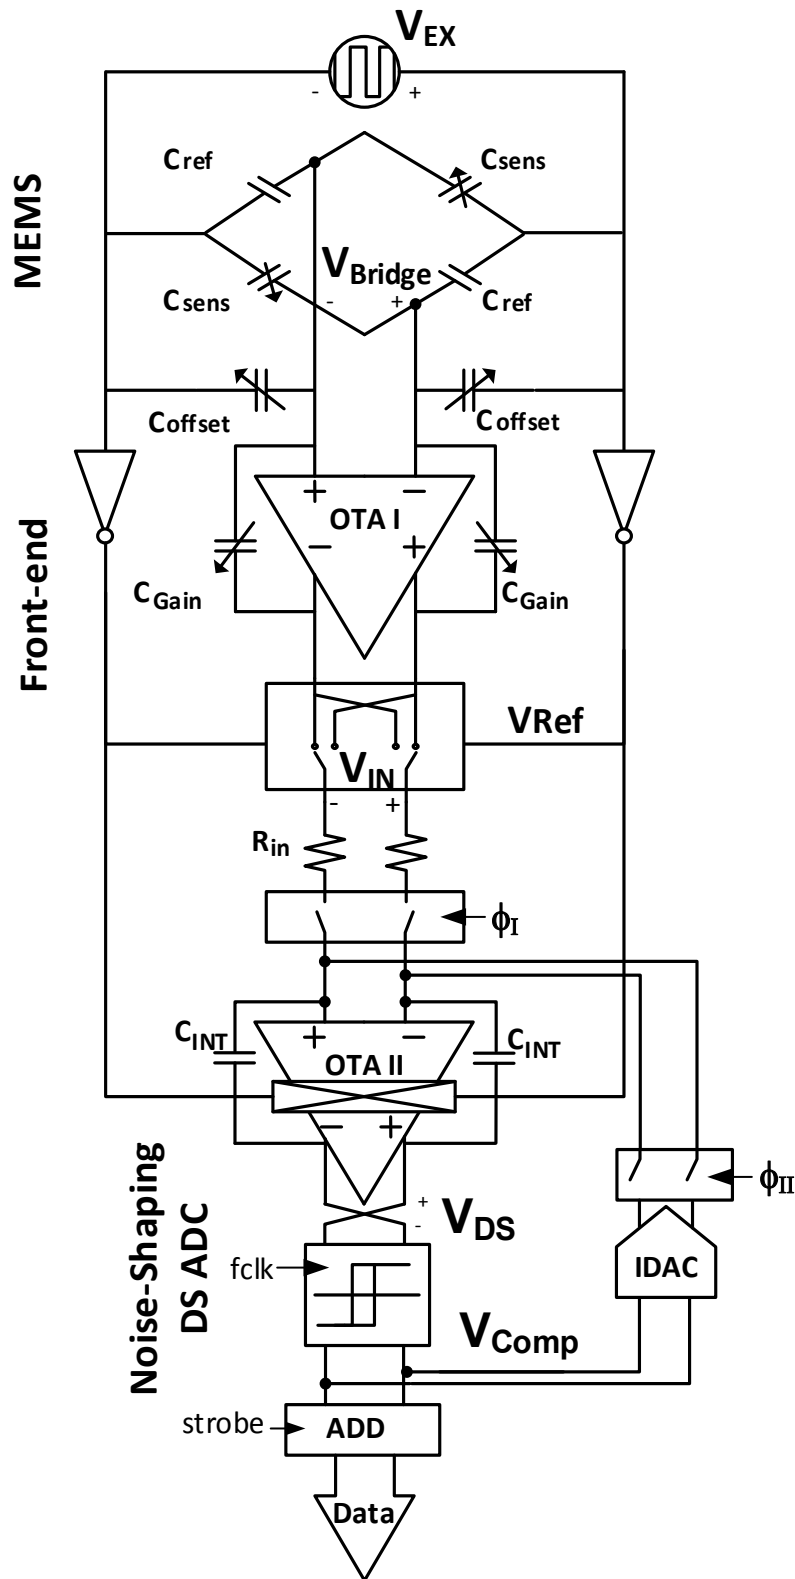 VEX
- +
Cref
Csens
MEMS
VBridge
- +
Csens
Cref
Coffset
Coffset
+ −
OTA I
− +
CGain
CGain
Front-end
VRef
VIN
- +
Rin
ϕI
CINT
CINT
+ −
OTA II
− +
ϕII
+
-
VDS
Noise-Shaping
DS ADC
fclk
IDAC
VComp
strobe
ADD
Data